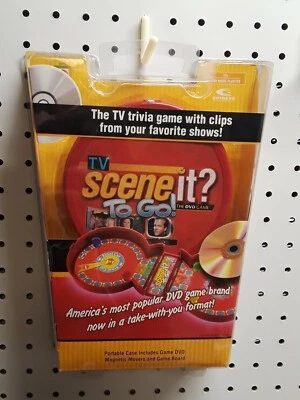 The TV trivia game with clips
from your favorite shows!
TV
scene it?
THE DVD GAME
TO GO!
America's most popular DVD game brand
now in a take-with-you format!
Portable Case Includes Game DVD,
Magnetic Movers and Game Board